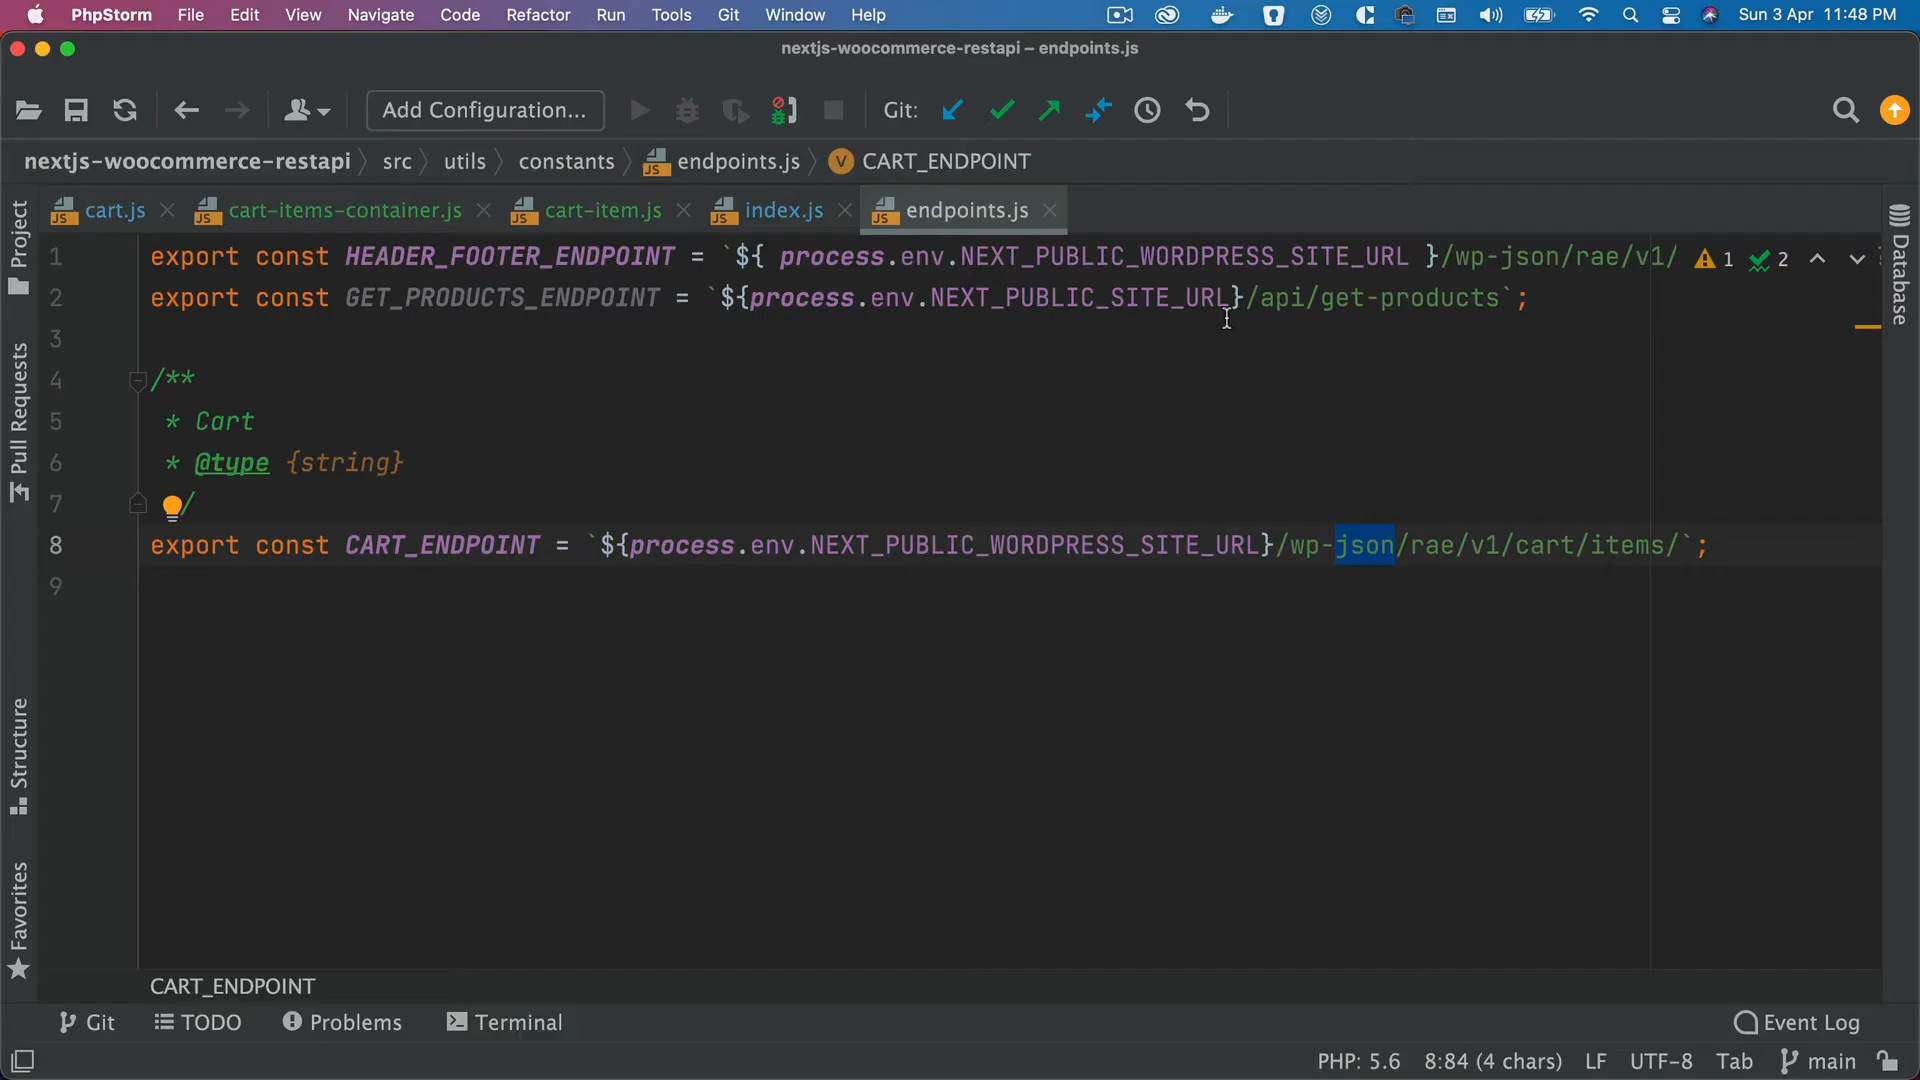 PhpStorm File Edit View Navigate Code Refactor Run Tools Git Window Help Sun 3 Apr 11:48 PM
nextjs-woocommerce-restapi – endpoints.js
Add Configuration... Git:
nextjs-woocommerce-restapi src utils constants endpoints.js V CART_ENDPOINT
cart.js cart-items-container.js cart-item.js index.js endpoints.js
1 export const HEADER_FOOTER_ENDPOINT = `${ process.env.NEXT_PUBLIC_WORDPRESS_SITE_URL }/wp-json/rae/v1/ 1 2
2 export const GET_PRODUCTS_ENDPOINT = `${process.env.NEXT_PUBLIC_SITE_URL}/api/get-products`;
3
4 /**
5 * Cart
6 * @type {string}
7 /
8 export const CART_ENDPOINT = `${process.env.NEXT_PUBLIC_WORDPRESS_SITE_URL}/wp-json/rae/v1/cart/items/`;
9
Project
Pull Requests
Structure
Favorites
Database
CART_ENDPOINT
Git TODO Problems Terminal Event Log
PHP: 5.6 8:84 (4 chars) LF UTF-8 Tab main